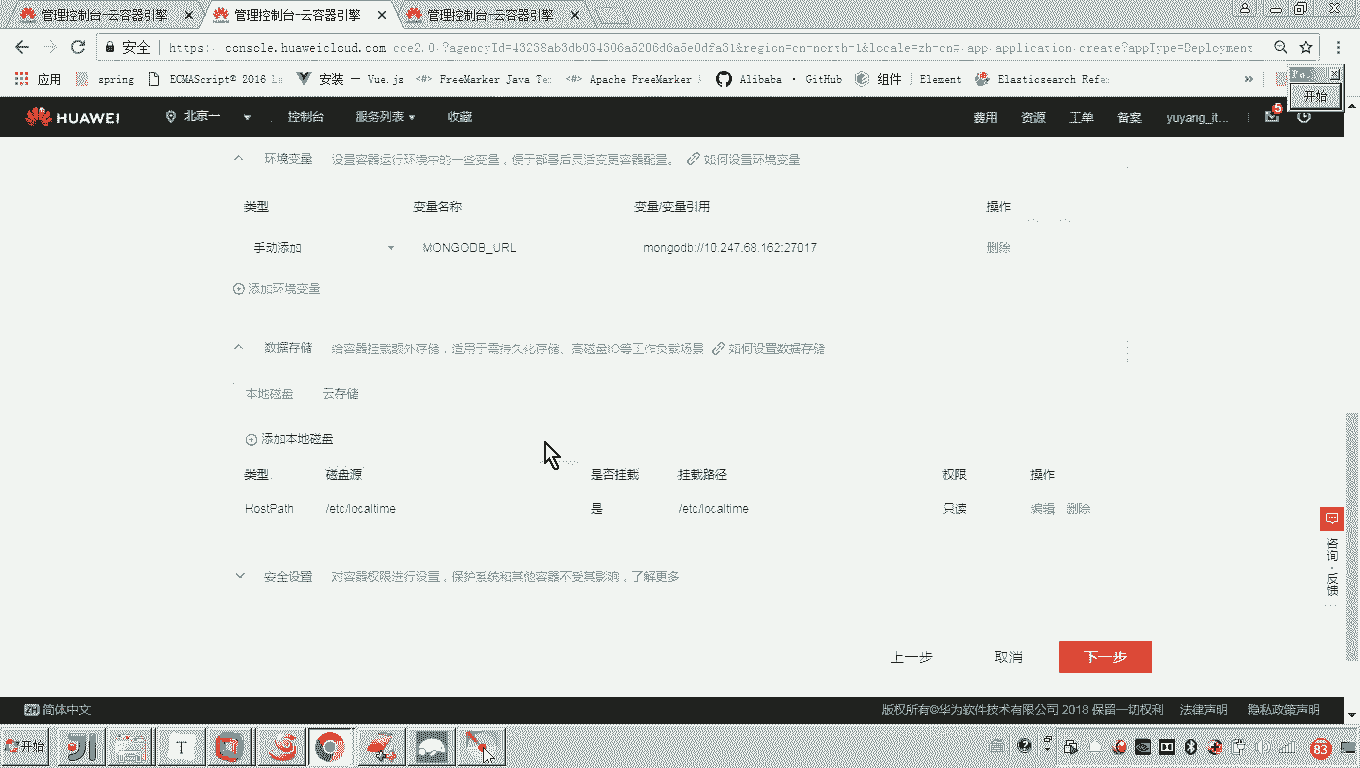 管理控制台-云容器引擎 管理控制台-云容器引擎 管理控制台-云容器引擎
安全 https: console.huaweicloud.com
应用 spring ECMAScript® 2016 安装 — Vue.js FreeMarker Java Te Apache FreeMarker Alibaba · GitHub 组件 Element Elasticsearch Refe »
开始
HUAWEI 北京一 控制台 服务列表 收藏 费用 资源 工单 备案 yuyang_it... 5
环境变量 设置容器运行环境中的一些变量，便于部署后灵活变更容器配置。 如何设置环境变量
类型 变量名称 变量/变量引用 操作
手动添加 MONGODB_URL mongodb://10.247.68.162:27017 删除
添加环境变量
数据存储 给容器挂载额外存储，适用于需持久化存储、高磁盘IO等工作负载场景 如何设置数据存储
本地磁盘 云存储
添加本地磁盘
类型 磁盘源 是否挂载 挂载路径 权限 操作
HostPath /etc/localtime 是 /etc/localtime 只读 编辑 删除
咨询·反馈
安全设置 对容器权限进行设置，保护系统和其他容器不受其影响，了解更多
上一步 取消 下一步
ZH 简体中文 版权所有©华为软件技术有限公司 2018 保留一切权利 法律声明 隐私政策声明
开始 T 83